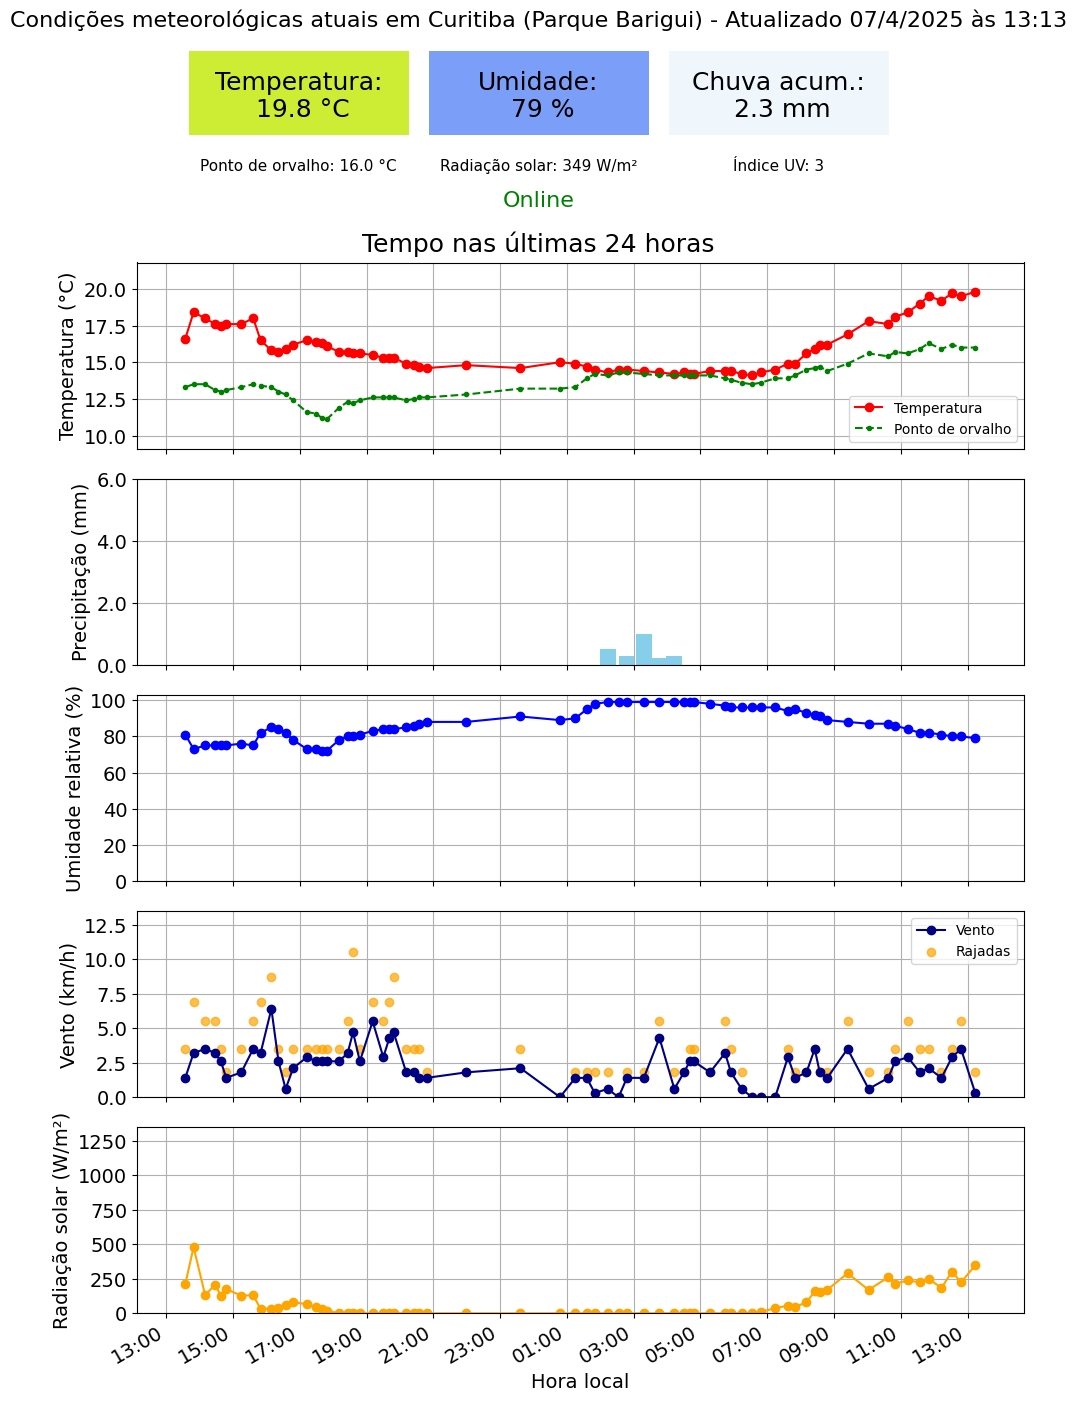 Condições meteorológicas atuais em Curitiba (Parque Barigui) - Atualizado 07/4/2025 às 13:13
Temperatura:
19.8 °C
Umidade:
79 %
Chuva acum.:
2.3 mm
Ponto de orvalho: 16.0 °C
Radiação solar: 349 W/m²
Índice UV: 3
Online
Tempo nas últimas 24 horas
Temperatura (°C)
20.0
17.5
15.0
12.5
10.0
Temperatura
Ponto de orvalho
Precipitação (mm)
6.0
4.0
2.0
0.0
Umidade relativa (%)
100
80
60
40
20
0
Vento (km/h)
12.5
10.0
7.5
5.0
2.5
0.0
Vento
Rajadas
Radiação solar (W/m²)
1250
1000
750
500
250
0
13:00 15:00 17:00 19:00 21:00 23:00 01:00 03:00 05:00 07:00 09:00 11:00 13:00
Hora local